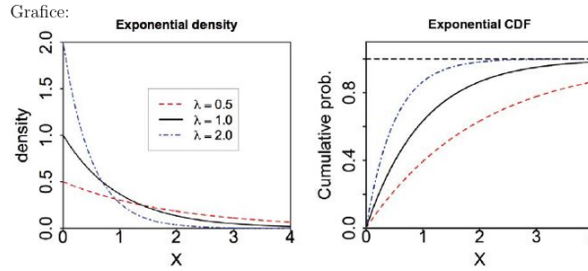 Grafice:
Exponential density
density
2.0
1.5
1.0
0.5
0.0
λ = 0.5
λ = 1.0
λ = 2.0
0 1 2 3 4
X
Exponential CDF
Cumulative prob.
0.8
0.4
0.0
0 1 2 3
X